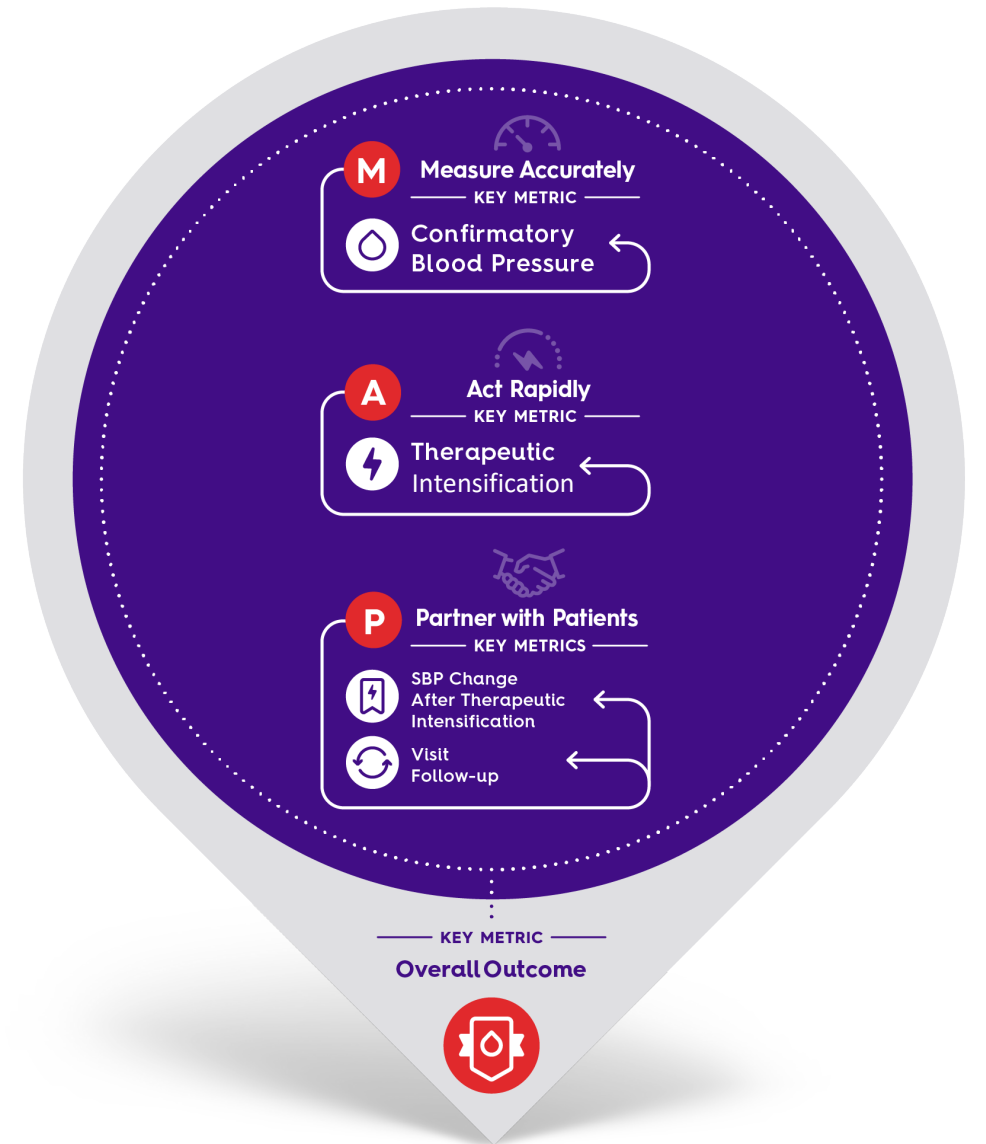 M
Measure Accurately
KEY METRIC
Confirmatory
Blood Pressure
A
Act Rapidly
KEY METRIC
Therapeutic
Intensification
P
Partner with Patients
KEY METRICS
SBP Change
After Therapeutic
Intensification
Visit
Follow-up
KEY METRIC
Overall Outcome